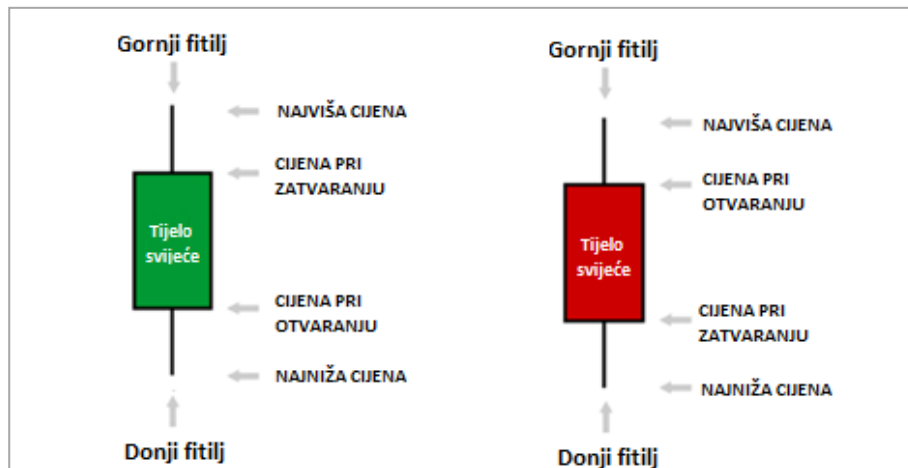 Gornji fitilj
NAJVIŠA CIJENA
CIJENA PRI
ZATVARANJU
Tijelo
svijeće
CIJENA PRI
OTVARANJU
NAJNIŽA CIJENA
Donji fitilj
Gornji fitilj
NAJVIŠA CIJENA
CIJENA PRI
OTVARANJU
Tijelo
svijeće
CIJENA PRI
ZATVARANJU
NAJNIŽA CIJENA
Donji fitilj